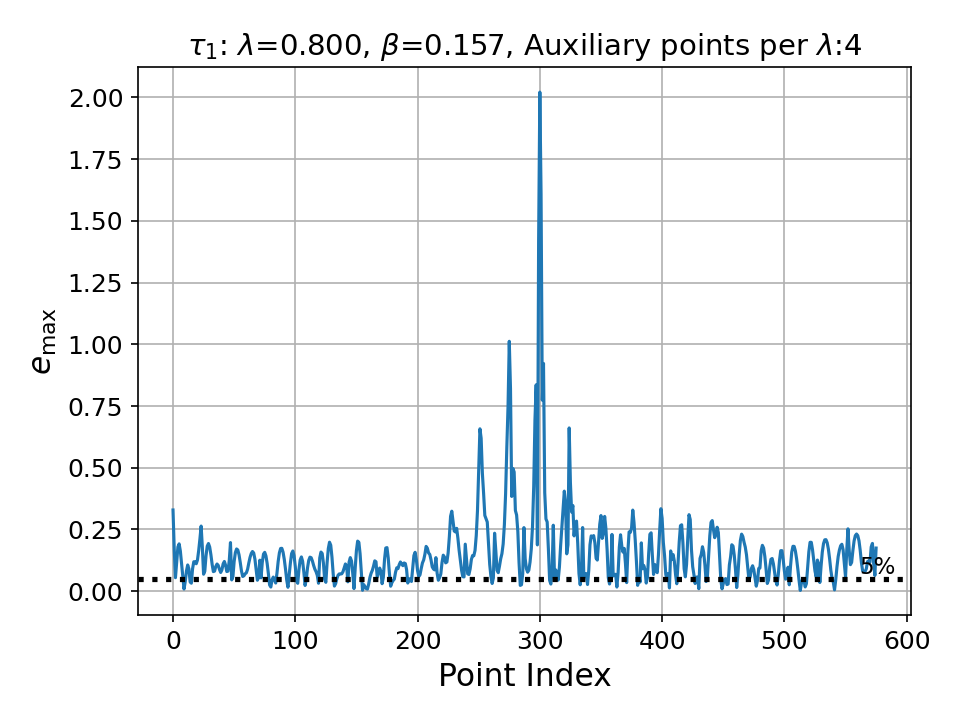 τ₁: λ=0.800, β=0.157, Auxiliary points per λ:4
2.00
1.75
1.50
1.25
1.00
0.75
0.50
0.25
0.00
e_max
5%
0 100 200 300 400 500 600
Point Index